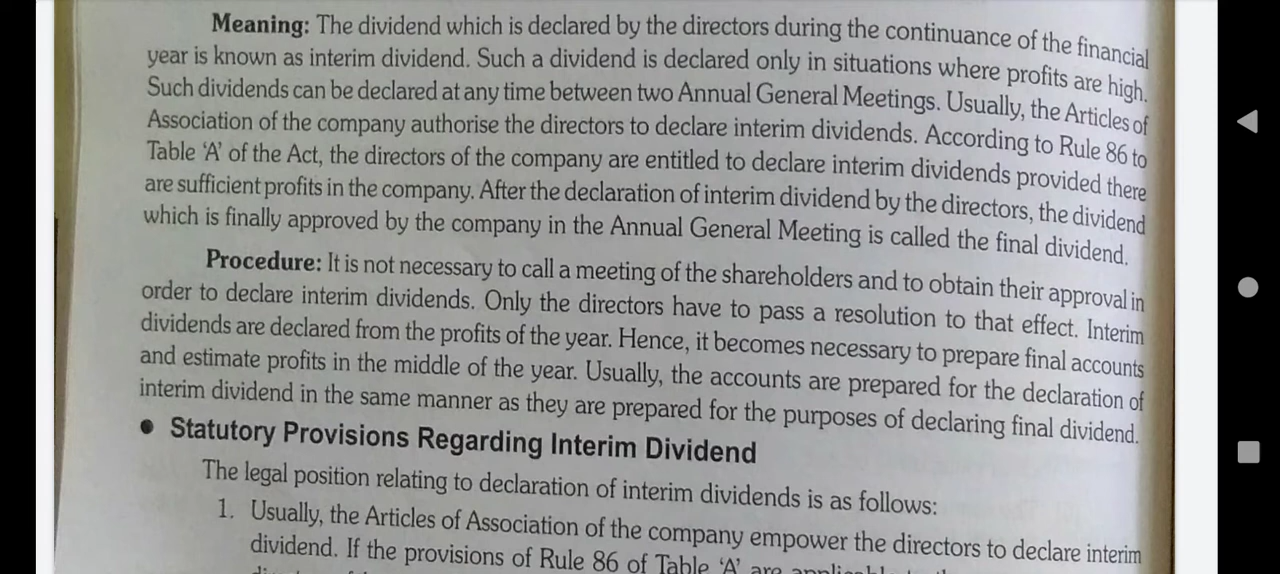 Meaning: The dividend which is declared by the directors during the continuance of the financial
year is known as interim dividend. Such a dividend is declared only in situations where profits are high.
Such dividends can be declared at any time between two Annual General Meetings. Usually, the Articles of
Association of the company authorise the directors to declare interim dividends. According to Rule 86 to
Table 'A' of the Act, the directors of the company are entitled to declare interim dividends provided there
are sufficient profits in the company. After the declaration of interim dividend by the directors, the dividend
which is finally approved by the company in the Annual General Meeting is called the final dividend.
Procedure: It is not necessary to call a meeting of the shareholders and to obtain their approval in
order to declare interim dividends. Only the directors have to pass a resolution to that effect. Interim
dividends are declared from the profits of the year. Hence, it becomes necessary to prepare final accounts
and estimate profits in the middle of the year. Usually, the accounts are prepared for the declaration of
interim dividend in the same manner as they are prepared for the purposes of declaring final dividend.
• Statutory Provisions Regarding Interim Dividend
The legal position relating to declaration of interim dividends is as follows:
1. Usually, the Articles of Association of the company empower the directors to declare interim
dividend. If the provisions of Rule 86 of Table 'A' are